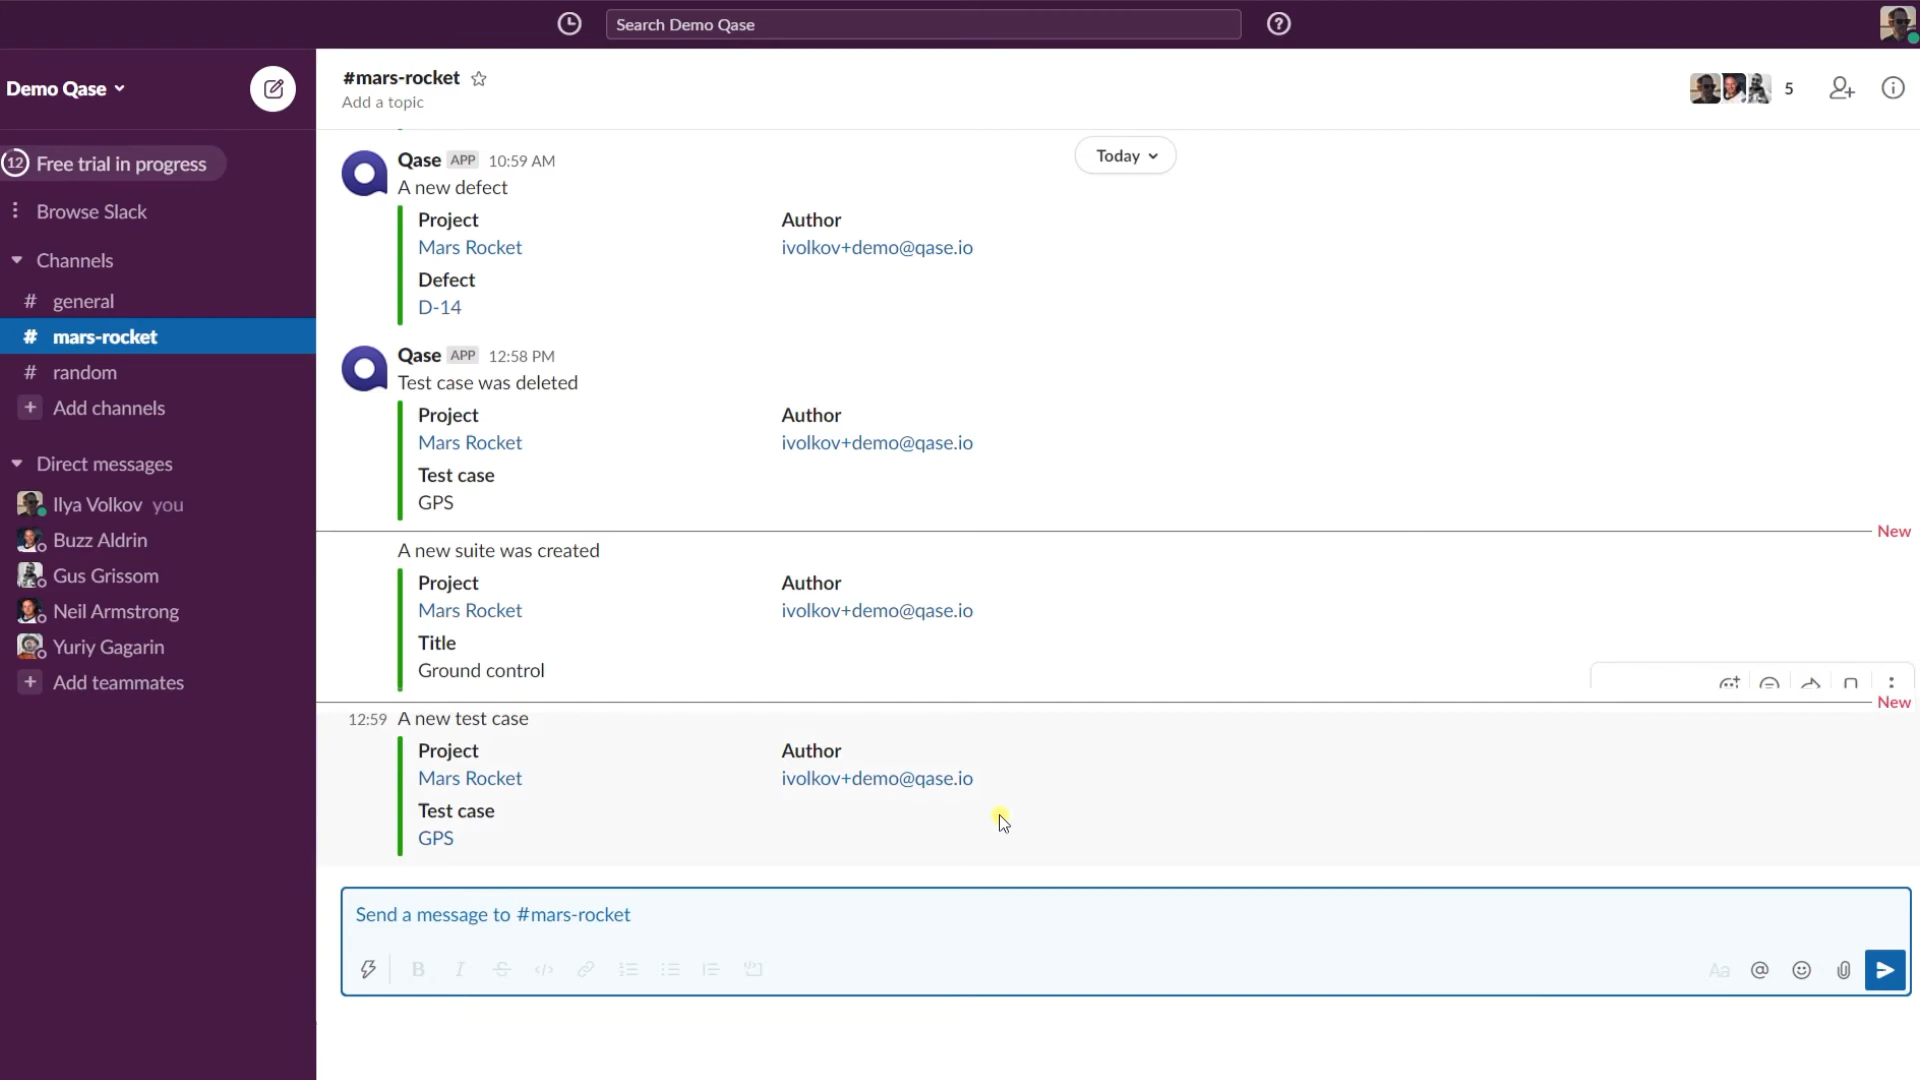 Search Demo Qase
Demo Qase
12 Free trial in progress
Browse Slack
Channels
# general
# mars-rocket
# random
+ Add channels
Direct messages
Ilya Volkov you
Buzz Aldrin
Gus Grissom
Neil Armstrong
Yuriy Gagarin
+ Add teammates
#mars-rocket
Add a topic
5
Today
Qase APP 10:59 AM
A new defect
Project Author
Mars Rocket ivolkov+demo@qase.io
Defect
D-14
Qase APP 12:58 PM
Test case was deleted
Project Author
Mars Rocket ivolkov+demo@qase.io
Test case
GPS
New
A new suite was created
Project Author
Mars Rocket ivolkov+demo@qase.io
Title
Ground control
New
12:59 A new test case
Project Author
Mars Rocket ivolkov+demo@qase.io
Test case
GPS
Send a message to #mars-rocket
B I S Aa @